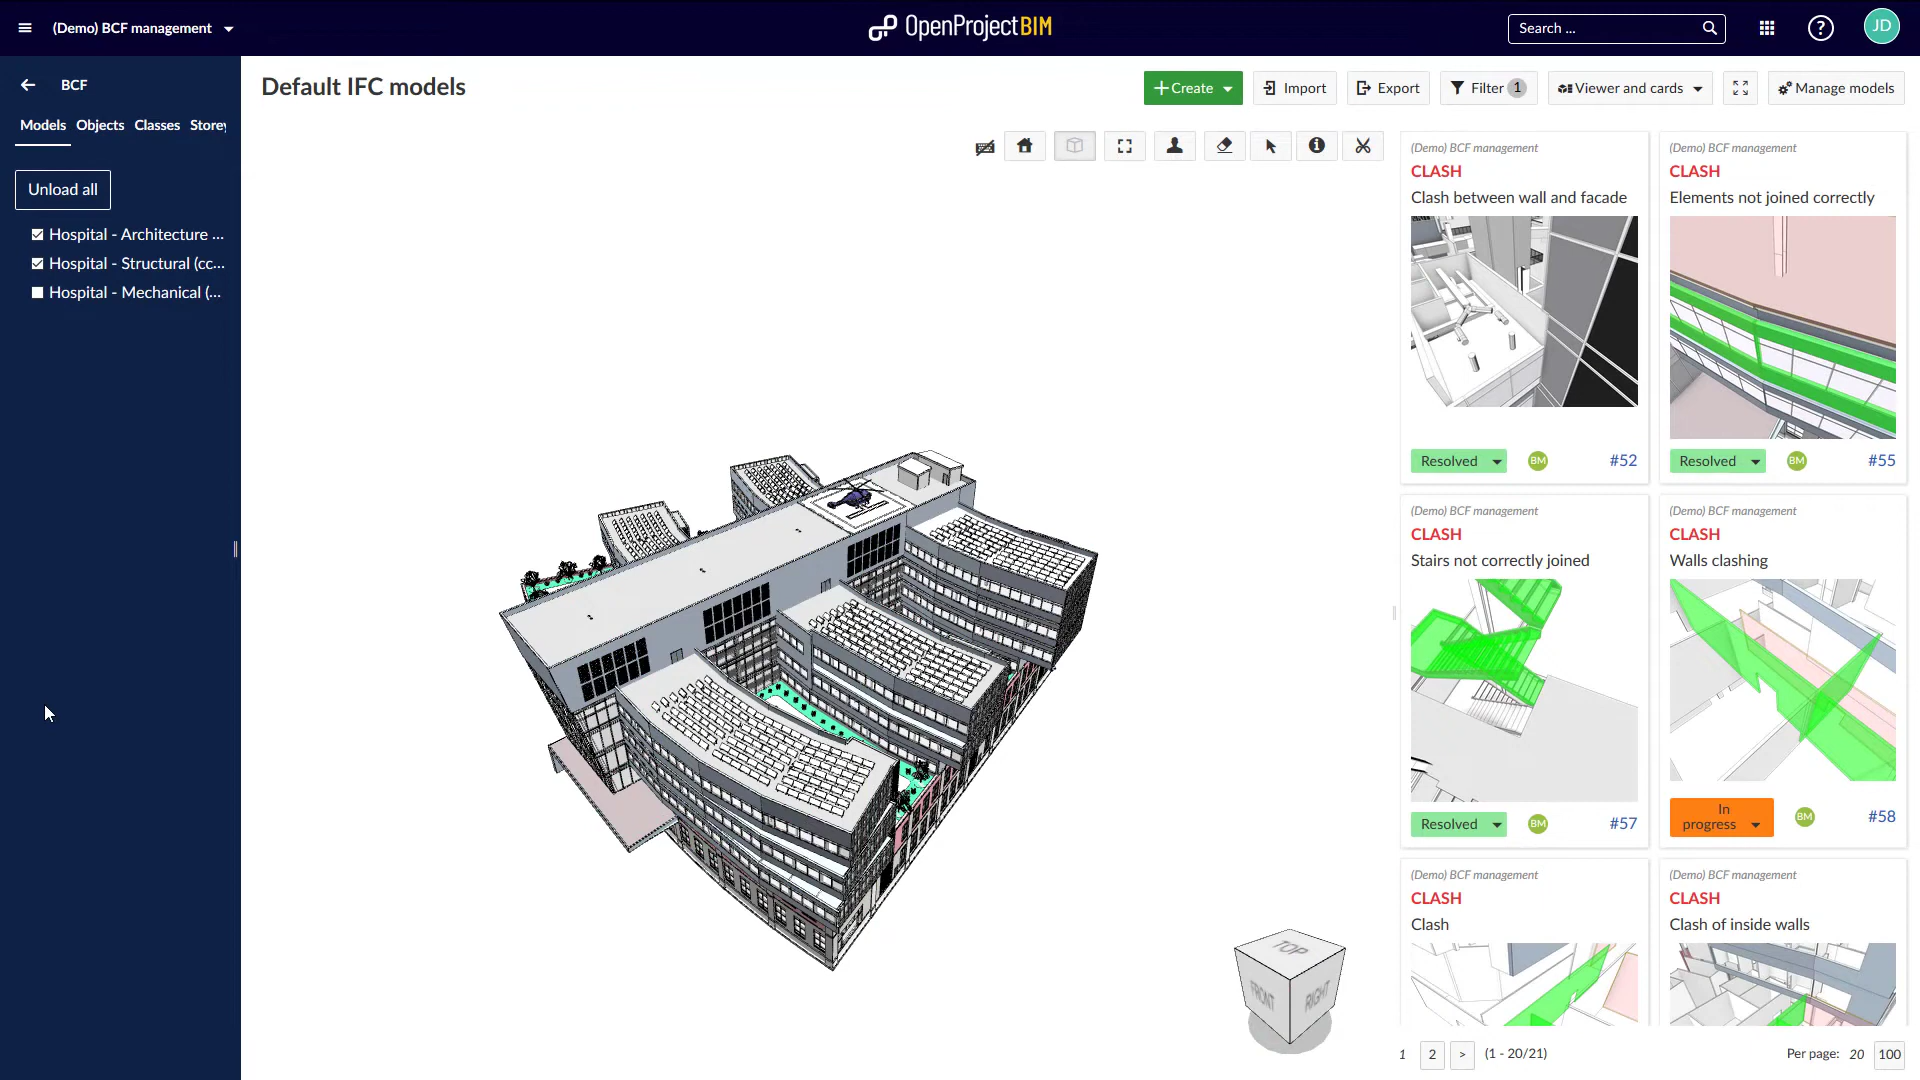 (Demo) BCF management
OpenProjectBIM
Search ...
JD
BCF
Default IFC models
Create
Import
Export
Filter 1
Viewer and cards
Manage models
Models Objects Classes Storey
Unload all
Hospital - Architecture ...
Hospital - Structural (cc...
Hospital - Mechanical (...
(Demo) BCF management
CLASH
Clash between wall and facade
Resolved
BM
#52
(Demo) BCF management
CLASH
Elements not joined correctly
Resolved
BM
#55
(Demo) BCF management
CLASH
Stairs not correctly joined
Resolved
BM
#57
(Demo) BCF management
CLASH
Walls clashing
In
progress
BM
#58
(Demo) BCF management
CLASH
Clash
(Demo) BCF management
CLASH
Clash of inside walls
TOP
FRONT
RIGHT
1 2 > (1 - 20/21)
Per page: 20 100